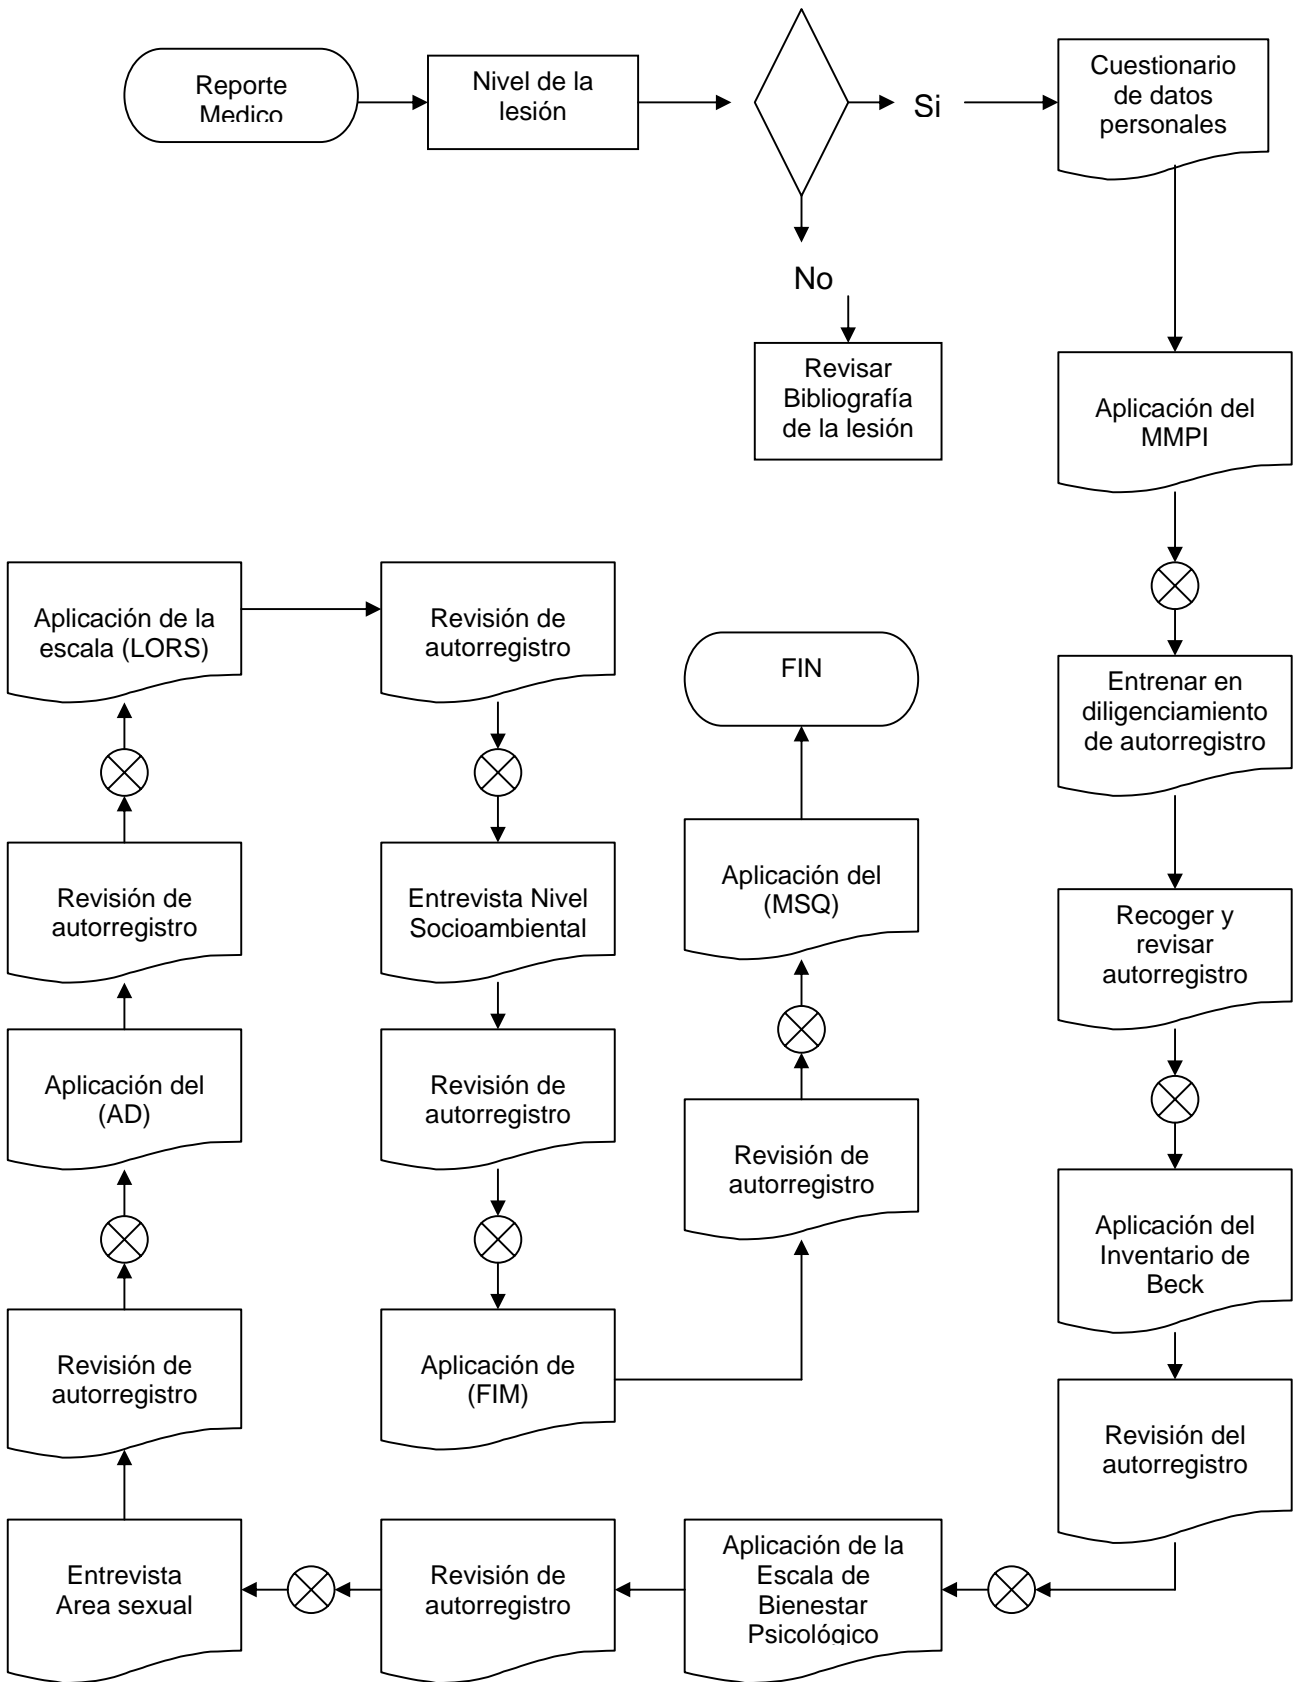 Reporte
Medico
Nivel de la
lesión
Si
Cuestionario
de datos
personales
No
Revisar
Bibliografía
de la lesión
Aplicación del
MMPI
Entrenar en
diligenciamiento
de autorregistro
Recoger y
revisar
autorregistro
Aplicación del
Inventario de
Beck
Revisión del
autorregistro
Aplicación de la
Escala de
Bienestar
Psicológico
Revisión de
autorregistro
Entrevista
Area sexual
Revisión de
autorregistro
Aplicación del
(AD)
Revisión de
autorregistro
Aplicación de la
escala (LORS)
Revisión de
autorregistro
Entrevista Nivel
Socioambiental
Revisión de
autorregistro
Aplicación de
(FIM)
Revisión de
autorregistro
Aplicación del
(MSQ)
FIN